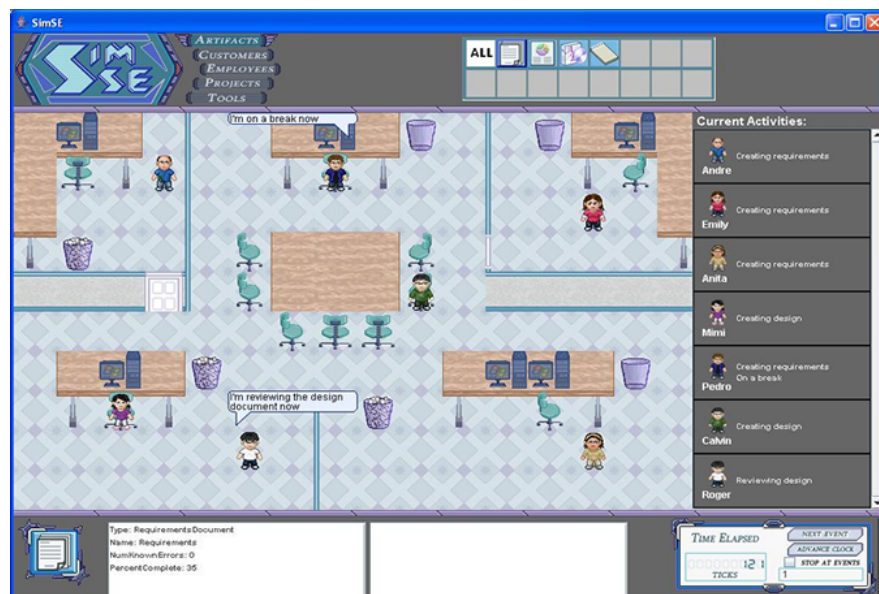 SimSE
SIM
SE
ARTIFACTS
CUSTOMERS
EMPLOYEES
PROJECTS
TOOLS
ALL
I'm on a break now
Current Activities:
Creating requirements
Andre
Creating requirements
Emily
Creating requirements
Anita
Creating design
Mimi
Creating requirements
On a break
Pedro
Creating design
Calvin
Reviewing design
Roger
I'm reviewing the design
document now
Type: RequirementsDocument
Name: Requirements
NumKnownErrors: 0
PercentComplete: 35
TIME ELAPSED
121
TICKS
NEXT EVENT
ADVANCE CLOCK
STOP AT EVENTS
1